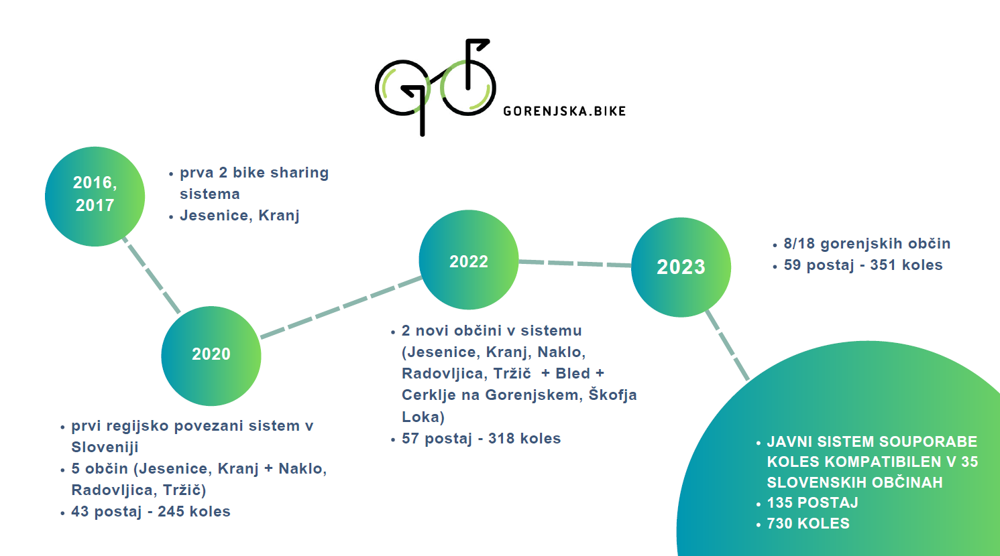 GORENJSKA.BIKE
2016,
2017
• prva 2 bike sharing
sistema
• Jesenice, Kranj
2020
• prvi regijsko povezani sistem v
Sloveniji
• 5 občin (Jesenice, Kranj + Naklo,
Radovljica, Tržič)
• 43 postaj - 245 koles
2022
• 2 novi občini v sistemu
(Jesenice, Kranj, Naklo,
Radovljica, Tržič + Bled +
Cerklje na Gorenjskem, Škofja
Loka)
• 57 postaj - 318 koles
2023
• 8/18 gorenjskih občin
• 59 postaj - 351 koles
• JAVNI SISTEM SOUPORABE
KOLES KOMPATIBILEN V 35
SLOVENSKIH OBČINAH
• 135 POSTAJ
• 730 KOLES